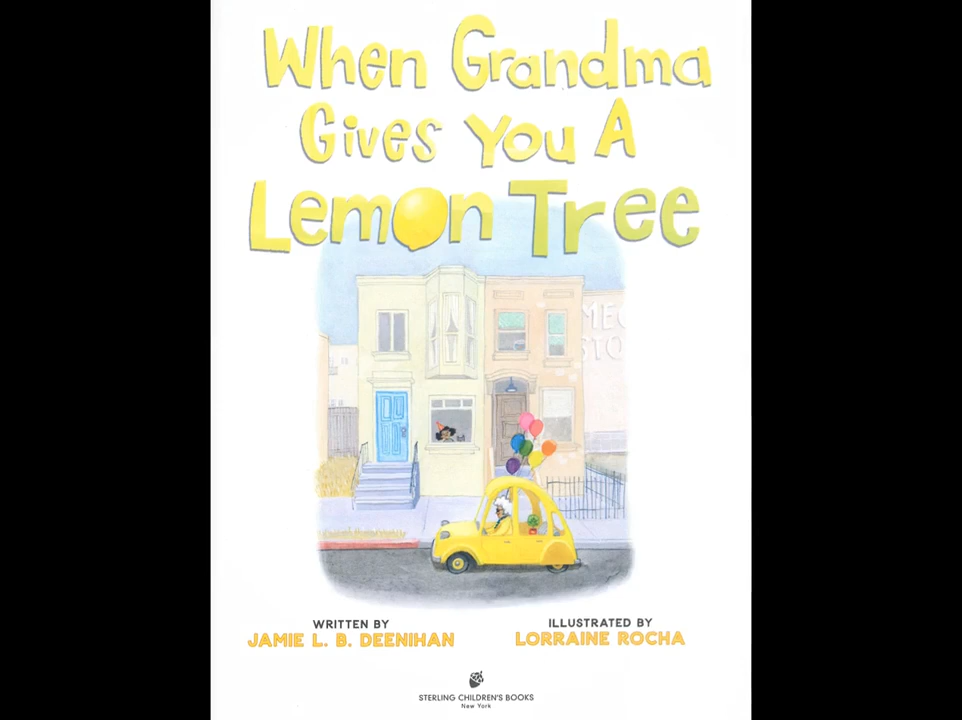 When Grandma
Gives You A
Lemon Tree
WRITTEN BY
JAMIE L. B. DEENIHAN
ILLUSTRATED BY
LORRAINE ROCHA
STERLING CHILDREN'S BOOKS
New York